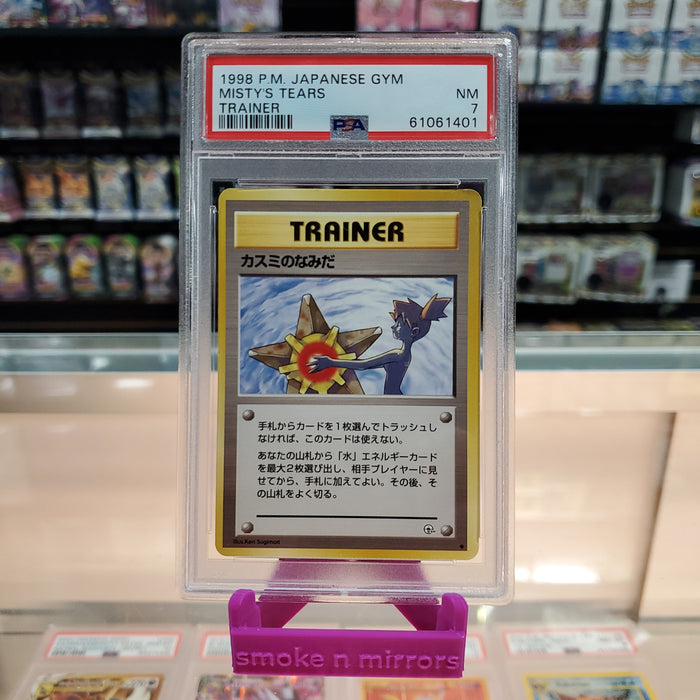 1998 P.M. JAPANESE GYM
MISTY'S TEARS
NM
TRAINER
7
PSA
61061401
TRAINER
カスミのなみだ
手札からカードを1枚選んでトラッシュし
なければ、このカードは使えない。
あなたの山札から「水」エネルギーカード
を最大2枚選び出し、相手プレイヤーに見
せてから、手札に加えてよい。その後、そ
の山札をよく切る。
Illus.Ken Sugimori
smoke n mirrors